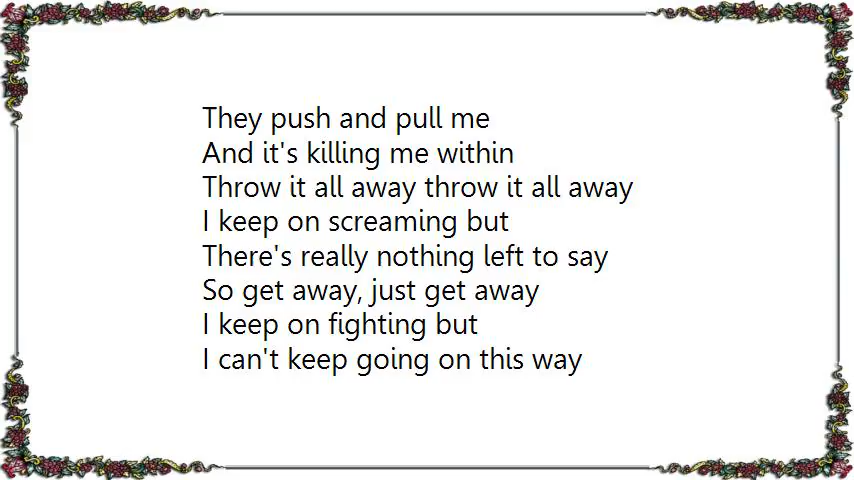 They push and pull me
And it's killing me within
Throw it all away throw it all away
I keep on screaming but
There's really nothing left to say
So get away, just get away
I keep on fighting but
I can't keep going on this way